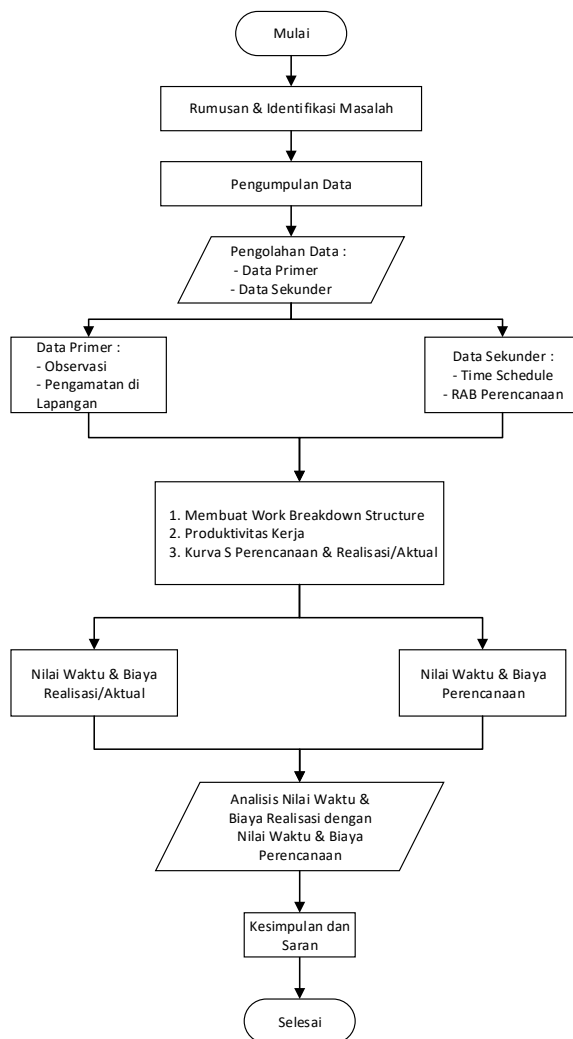 Mulai
Rumusan & Identifikasi Masalah
Pengumpulan Data
Pengolahan Data :
- Data Primer
- Data Sekunder
Data Primer :
- Observasi
- Pengamatan di
Lapangan
Data Sekunder :
- Time Schedule
- RAB Perencanaan
1. Membuat Work Breakdown Structure
2. Produktivitas Kerja
3. Kurva S Perencanaan & Realisasi/Aktual
Nilai Waktu & Biaya
Realisasi/Aktual
Nilai Waktu & Biaya
Perencanaan
Analisis Nilai Waktu &
Biaya Realisasi dengan
Nilai Waktu & Biaya
Perencanaan
Kesimpulan dan
Saran
Selesai